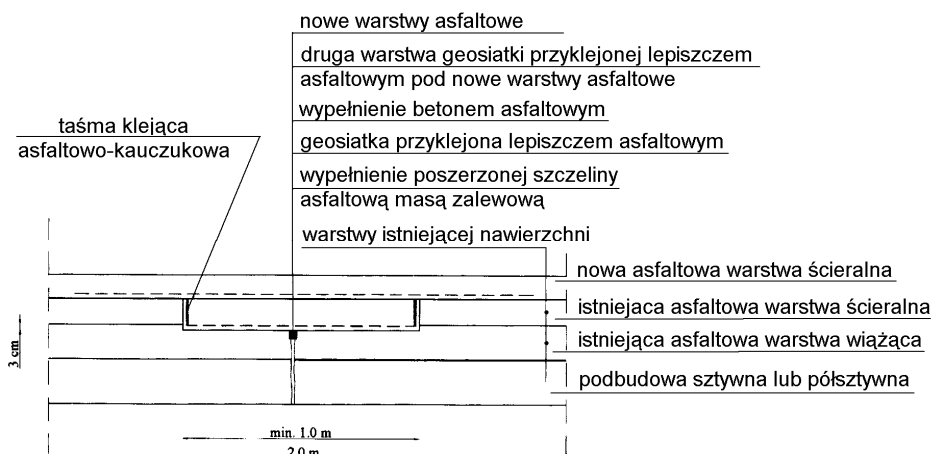 nowe warstwy asfaltowe
druga warstwa geosiatki przyklejonej lepiszczem
asfaltowym pod nowe warstwy asfaltowe
wypełnienie betonem asfaltowym
taśma klejąca
asfaltowo-kauczukowa
geosiatka przyklejona lepiszczem asfaltowym
wypełnienie poszerzonej szczeliny
asfaltową masą zalewową
warstwy istniejącej nawierzchni
nowa asfaltowa warstwa ścieralna
istniejaca asfaltowa warstwa ścieralna
istniejąca asfaltowa warstwa wiążąca
podbudowa sztywna lub półsztywna
3 cm
min. 1.0 m
2.0 m